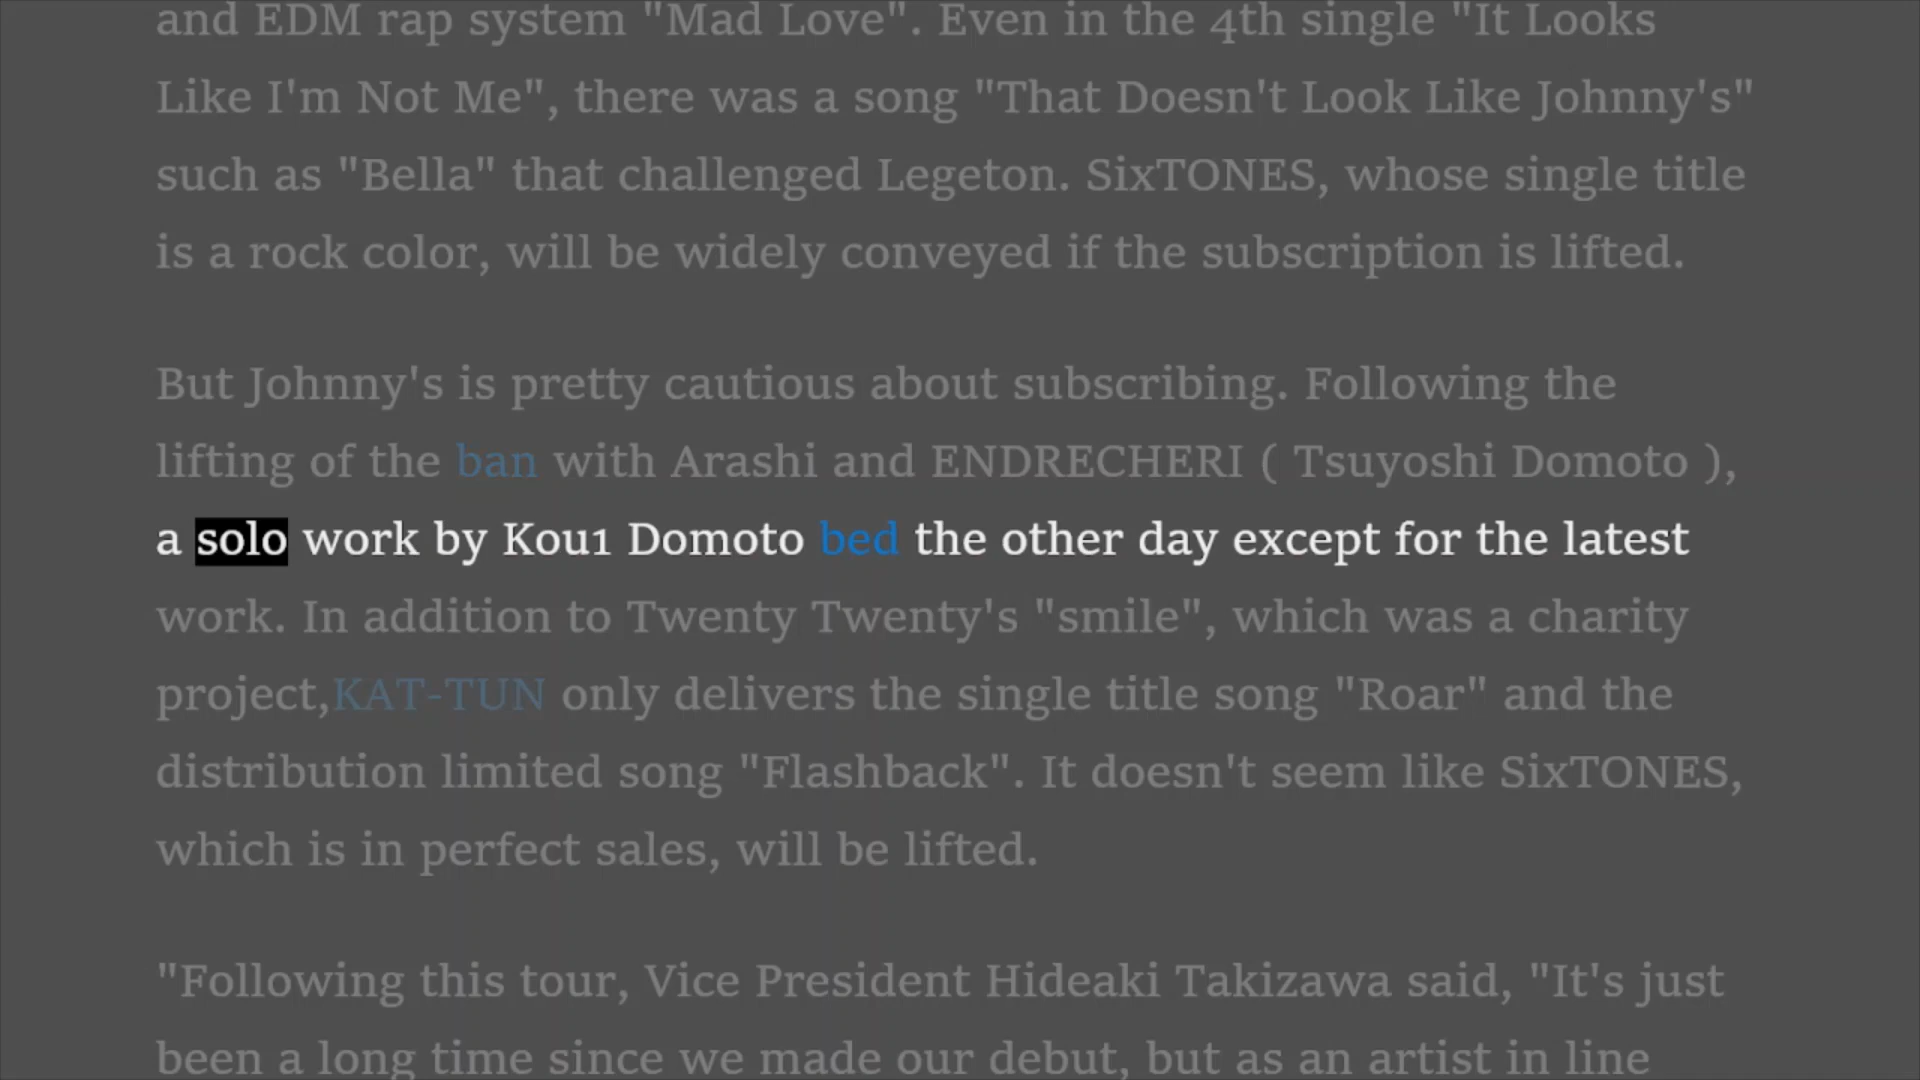 and EDM rap system "Mad Love". Even in the 4th single "It Looks
Like I'm Not Me", there was a song "That Doesn't Look Like Johnny's"
such as "Bella" that challenged Legeton. SixTONES, whose single title
is a rock color, will be widely conveyed if the subscription is lifted.
But Johnny's is pretty cautious about subscribing. Following the
lifting of the ban with Arashi and ENDRECHERI ( Tsuyoshi Domoto ),
a solo work by Kou1 Domoto bed the other day except for the latest
work. In addition to Twenty Twenty's "smile", which was a charity
project,KAT-TUN only delivers the single title song "Roar" and the
distribution limited song "Flashback". It doesn't seem like SixTONES,
which is in perfect sales, will be lifted.
"Following this tour, Vice President Hideaki Takizawa said, "It's just
been a long time since we made our debut, but as an artist in line